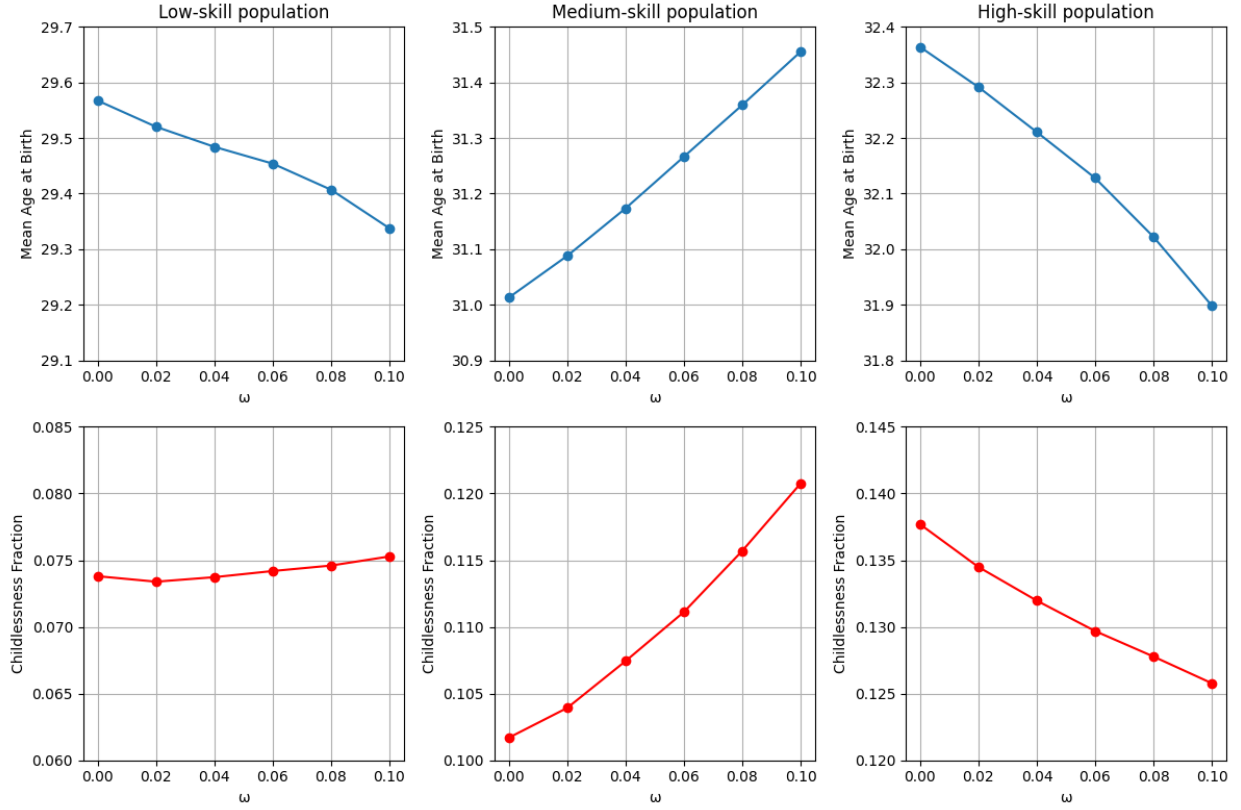 Low-skill population
Medium-skill population
High-skill population
29.7
29.6
29.5
29.4
29.3
29.2
29.1
Mean Age at Birth
0.00 0.02 0.04 0.06 0.08 0.10
ω
31.5
31.4
31.3
31.2
31.1
31.0
30.9
Mean Age at Birth
0.00 0.02 0.04 0.06 0.08 0.10
ω
32.4
32.3
32.2
32.1
32.0
31.9
31.8
Mean Age at Birth
0.00 0.02 0.04 0.06 0.08 0.10
ω
0.085
0.080
0.075
0.070
0.065
0.060
Childlessness Fraction
0.00 0.02 0.04 0.06 0.08 0.10
ω
0.125
0.120
0.115
0.110
0.105
0.100
Childlessness Fraction
0.00 0.02 0.04 0.06 0.08 0.10
ω
0.145
0.140
0.135
0.130
0.125
0.120
Childlessness Fraction
0.00 0.02 0.04 0.06 0.08 0.10
ω